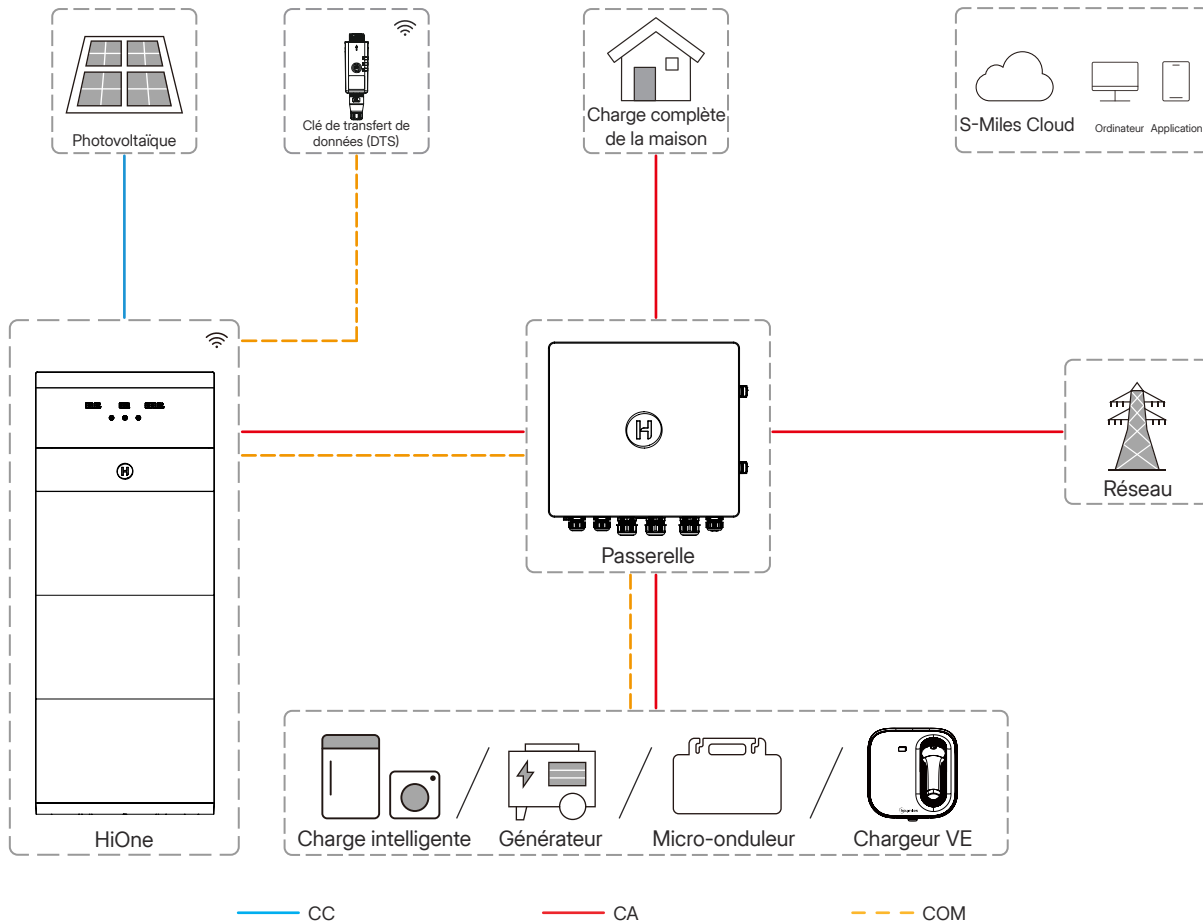 Photovoltaïque
Clé de transfert de
données (DTS)
Charge complète
de la maison
S-Miles Cloud
Ordinateur
Application
HiOne
Passerelle
Réseau
Charge intelligente
Générateur
Micro-onduleur
Chargeur VE
CC
CA
COM